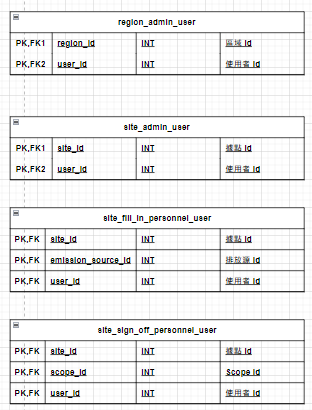 region_admin_user
PK,FK1 region_id INT 區域 Id
PK,FK2 user_id INT 使用者 Id
site_admin_user
PK,FK1 site_id INT 據點 Id
PK,FK2 user_id INT 使用者 Id
site_fill_in_personnel_user
PK,FK site_id INT 據點 Id
PK,FK emission_source_id INT 排放源 Id
PK,FK user_id INT 使用者 Id
site_sign_off_personnel_user
PK,FK site_id INT 據點 Id
PK,FK scope_id INT Scope Id
PK,FK user_id INT 使用者 Id